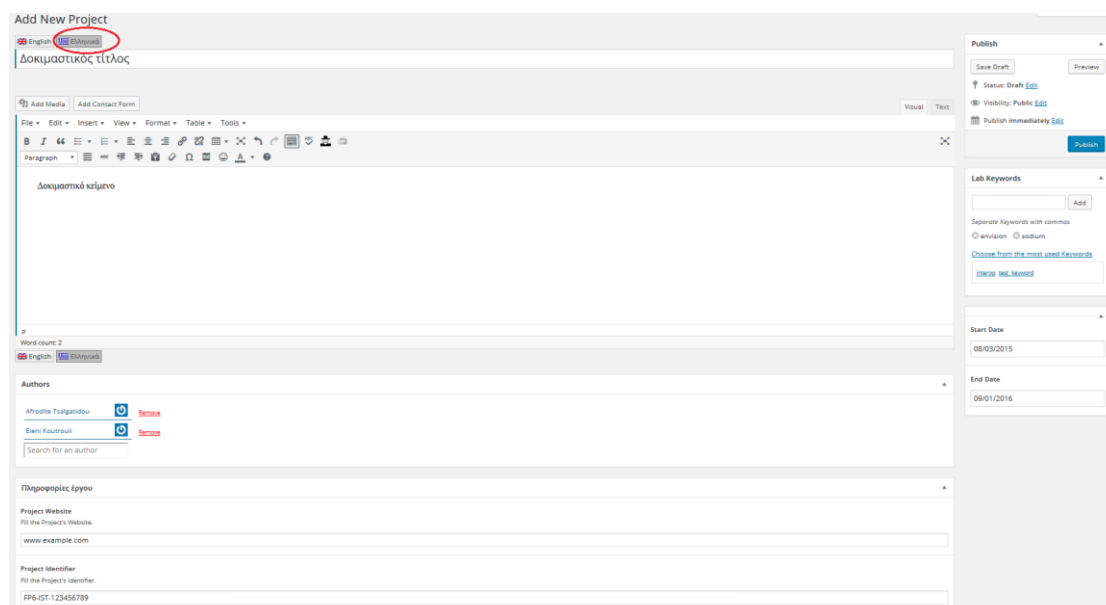 Add New Project
English Ελληνικά
Δοκιμαστικός τίτλος
Add Media Add Contact Form
Visual Text
File Edit Insert View Format Table Tools
Paragraph
Δοκιμαστικό κείμενο
p
Word count: 2
English Ελληνικά
Authors
Afrodite Tsalgatidou Remove
Eleni Koutrouli Remove
Search for an author
Πληροφορίες έργου
Project Website
Fill the Project's Website.
www.example.com
Project Identifier
Fill the Project's Identifier.
FP6-IST-123456789
Publish
Save Draft Preview
Status: Draft Edit
Visibility: Public Edit
Publish immediately Edit
Publish
Lab Keywords
Add
Separate Keywords with commas
envision sodium
Choose from the most used Keywords
interop test_keyword
Start Date
08/03/2015
End Date
09/01/2016